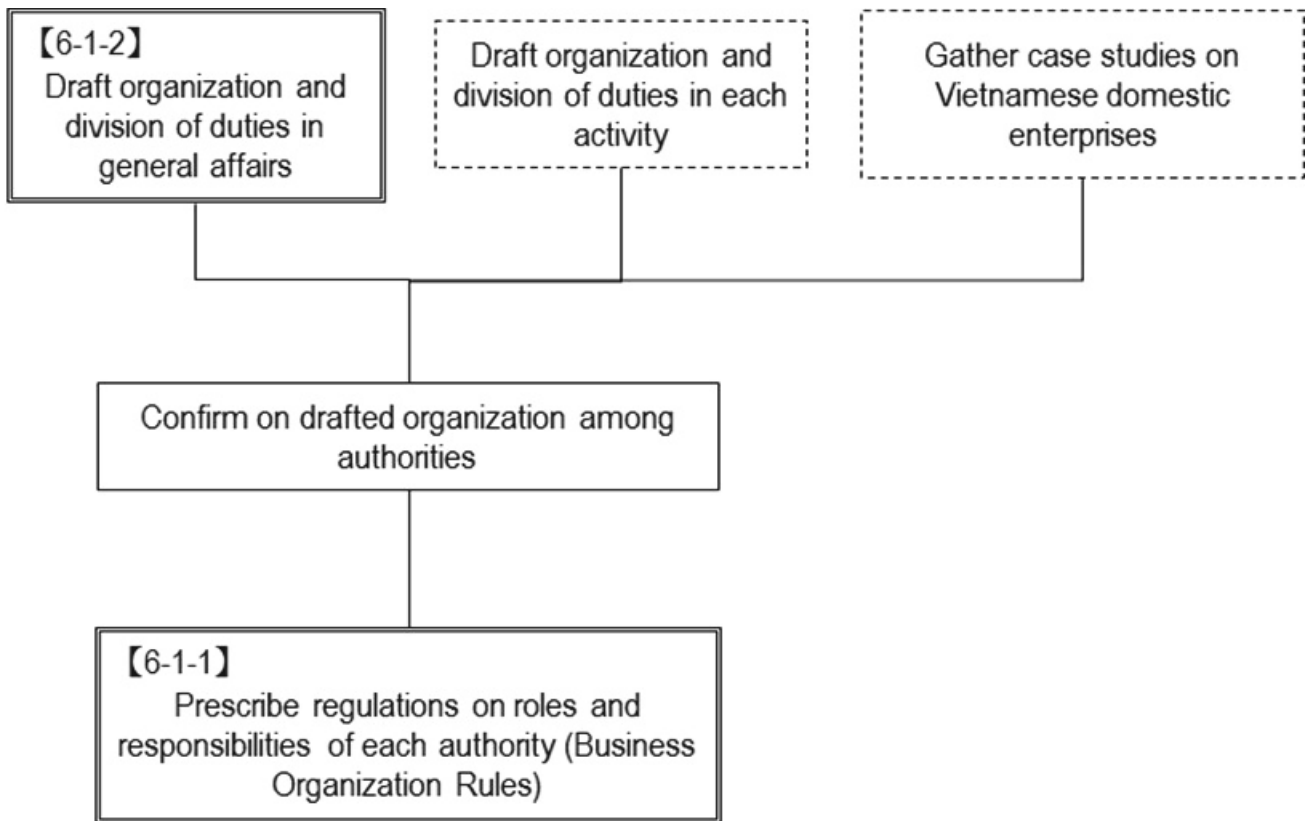 【6-1-2】
Draft organization and
division of duties in
general affairs
Draft organization and
division of duties in each
activity
Gather case studies on
Vietnamese domestic
enterprises
Confirm on drafted organization among
authorities
【6-1-1】
Prescribe regulations on roles and
responsibilities of each authority (Business
Organization Rules)